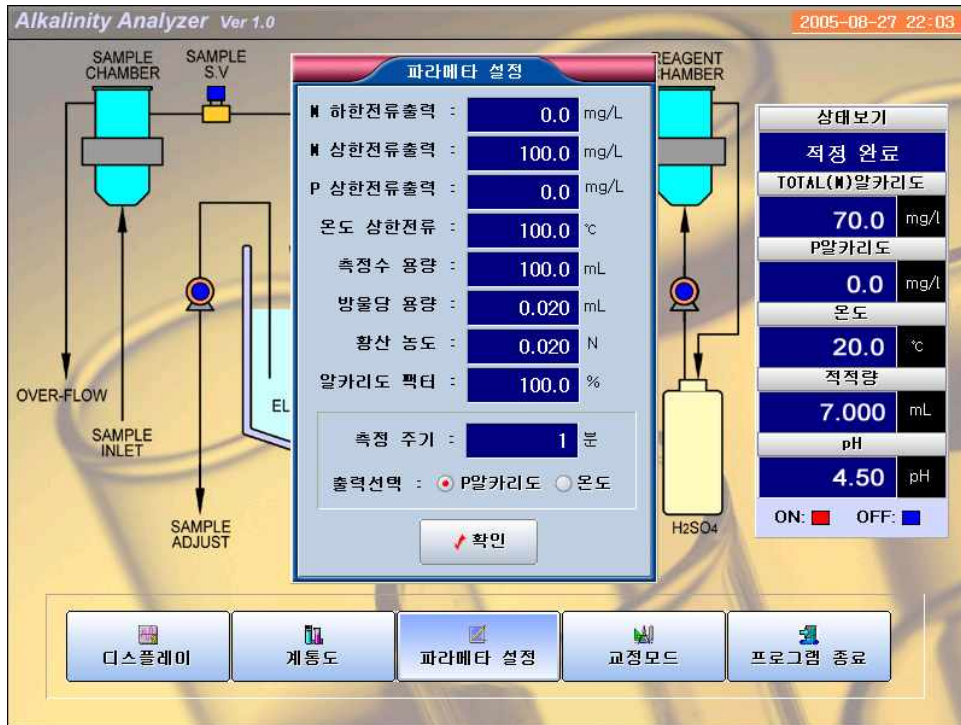 Alkalinity Analyzer Ver 1.0
2005-08-27 22:03
SAMPLE
CHAMBER
SAMPLE
S.V
파라메타 설정
REAGENT
CHAMBER
M 하한전류출력 : 0.0 mg/L
M 상한전류출력 : 100.0 mg/L
P 상한전류출력 : 0.0 mg/L
온도 상한전류 : 100.0 ℃
측정수 용량 : 100.0 mL
방울당 용량 : 0.020 mL
황산 농도 : 0.020 N
알카리도 팩터 : 100.0 %
측정 주기 : 1 분
출력선택 : P알카리도 온도
확인
상태보기
적정 완료
TOTAL(M)알카리도
70.0 mg/l
P알카리도
0.0 mg/l
온도
20.0 ℃
적적량
7.000 mL
pH
4.50 pH
ON: OFF:
OVER-FLOW
SAMPLE
INLET
EL
SAMPLE
ADJUST
H2SO4
디스플레이
계통도
파라메타 설정
교정모드
프로그램 종료